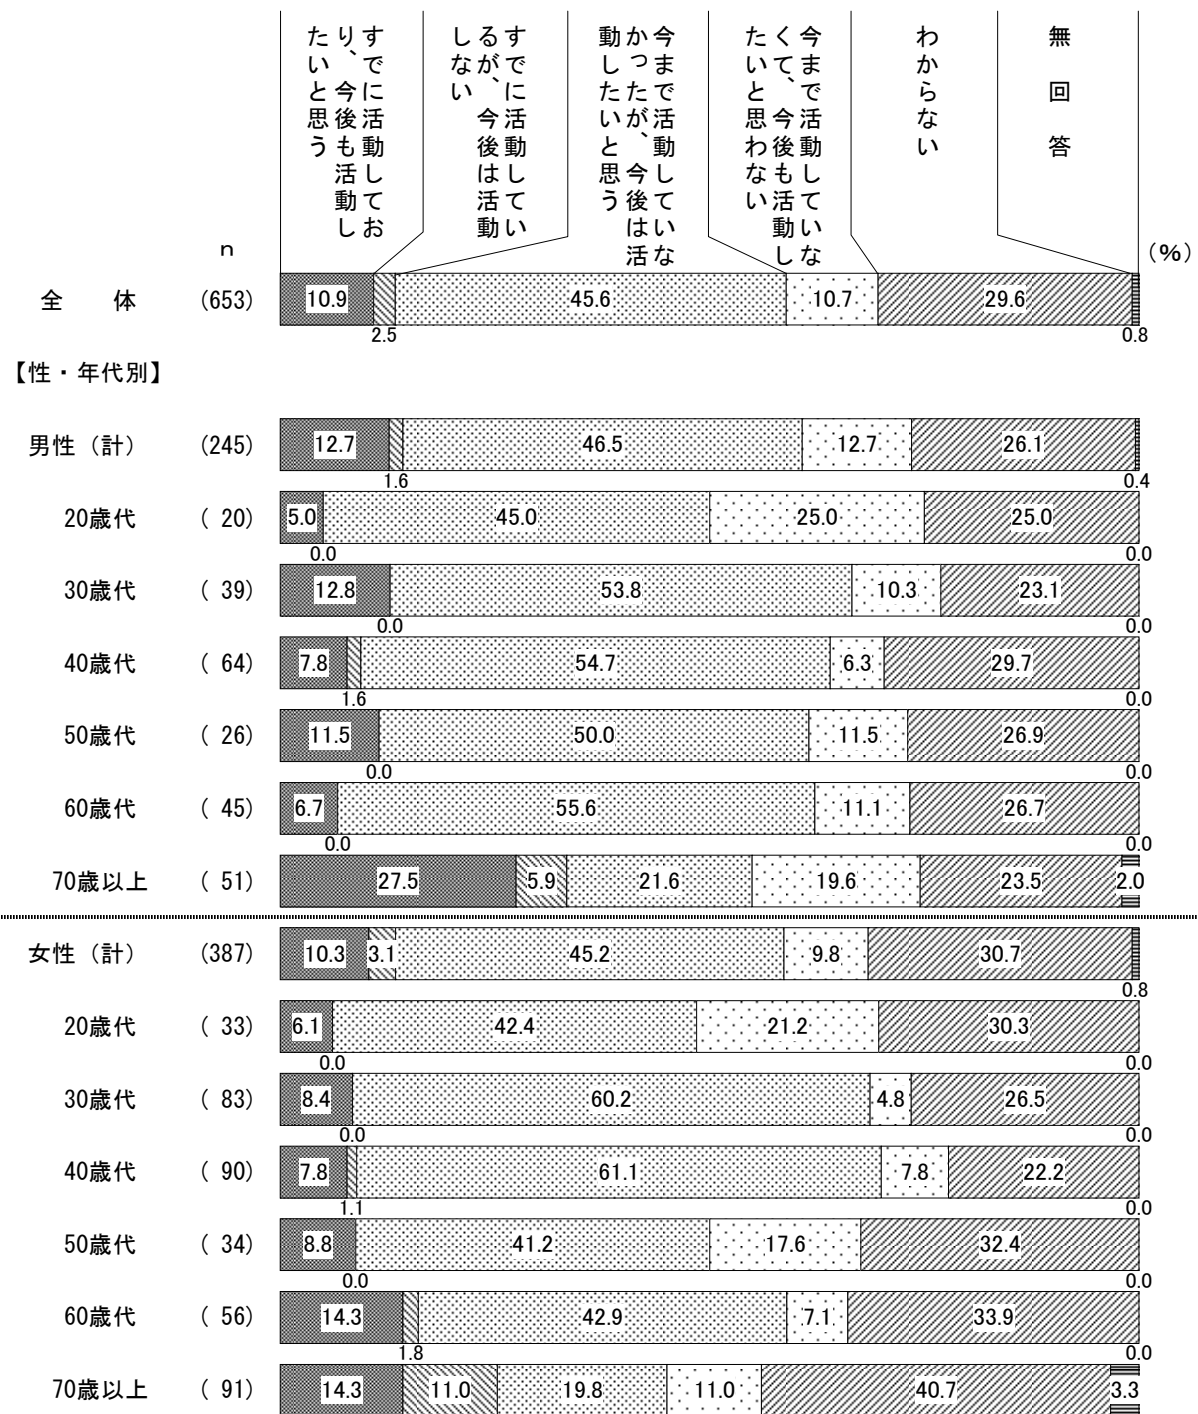 すでに活動してお
り、今後も活動し
たいと思う
すでに活動してい
るが、今後は活動
しない
今まで活動していな
かったが、今後は活
動したいと思う
今まで活動していな
くて、今後も活動し
たいと思わない
わからない
無回答
n
(%)
全 体 (653) 10.9 45.6 10.7 29.6
2.5 0.8
【性・年代別】
男性（計） (245) 12.7 46.5 12.7 26.1
1.6 0.4
20歳代 ( 20) 5.0 45.0 25.0 25.0
0.0 0.0
30歳代 ( 39) 12.8 53.8 10.3 23.1
0.0 0.0
40歳代 ( 64) 7.8 54.7 6.3 29.7
1.6 0.0
50歳代 ( 26) 11.5 50.0 11.5 26.9
0.0 0.0
60歳代 ( 45) 6.7 55.6 11.1 26.7
0.0 0.0
70歳以上 ( 51) 27.5 5.9 21.6 19.6 23.5 2.0
女性（計） (387) 10.3 3.1 45.2 9.8 30.7
0.8
20歳代 ( 33) 6.1 42.4 21.2 30.3
0.0 0.0
30歳代 ( 83) 8.4 60.2 4.8 26.5
0.0 0.0
40歳代 ( 90) 7.8 61.1 7.8 22.2
1.1 0.0
50歳代 ( 34) 8.8 41.2 17.6 32.4
0.0 0.0
60歳代 ( 56) 14.3 42.9 7.1 33.9
1.8 0.0
70歳以上 ( 91) 14.3 11.0 19.8 11.0 40.7 3.3